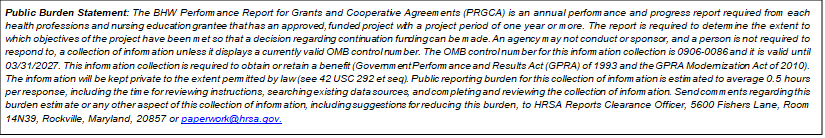 Public Burden Statement: The BHW Performance Report for Grants and Cooperative Agreements (PRGCA) is an annual performance and progress report required from each
health professions and nursing education grantee that has an approved, funded project with a project period of one year or more. The report is required to determine the extent to
which objectives of the project have been met so that a decision regarding continuation funding can be made. An agency may not conduct or sponsor, and a person is not required to
respond to, a collection of information unless it displays a currently valid OMB control number. The OMB control number for this information collection is 0906-0086 and it is valid until
03/31/2027. This information collection is required to obtain or retain a benefit (Government Performance and Results Act (GPRA) of 1993 and the GPRA Modernization Act of 2010).
The information will be kept private to the extent permitted by law (see 42 USC 292 et seq). Public reporting burden for this collection of information is estimated to average 0.5 hours
per response, including the time for reviewing instructions, searching existing data sources, and completing and reviewing the collection of information. Send comments regarding this
burden estimate or any other aspect of this collection of information, including suggestions for reducing this burden, to HRSA Reports Clearance Officer, 5600 Fishers Lane, Room
14N39, Rockville, Maryland, 20857 or paperwork@hrsa.gov.